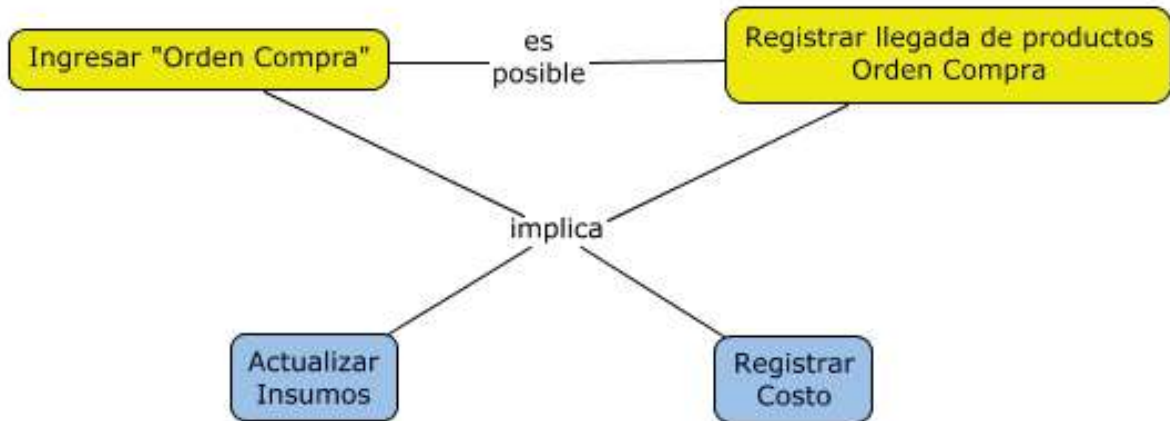 Ingresar "Orden Compra"
es
posible
Registrar llegada de productos
Orden Compra
implica
Actualizar
Insumos
Registrar
Costo